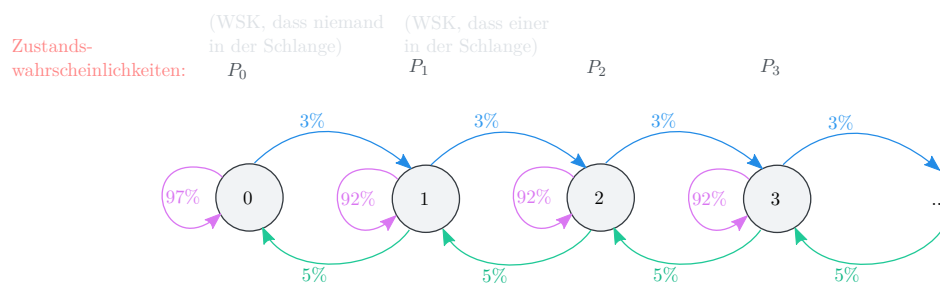 (WSK, dass niemand
in der Schlange)
(WSK, dass einer
in der Schlange)
Zustands-
wahrscheinlichkeiten:
P₀ P₁ P₂ P₃
3% 3% 3% 3%
97% 0 92% 1 92% 2 92% 3 ...
5% 5% 5% 5%